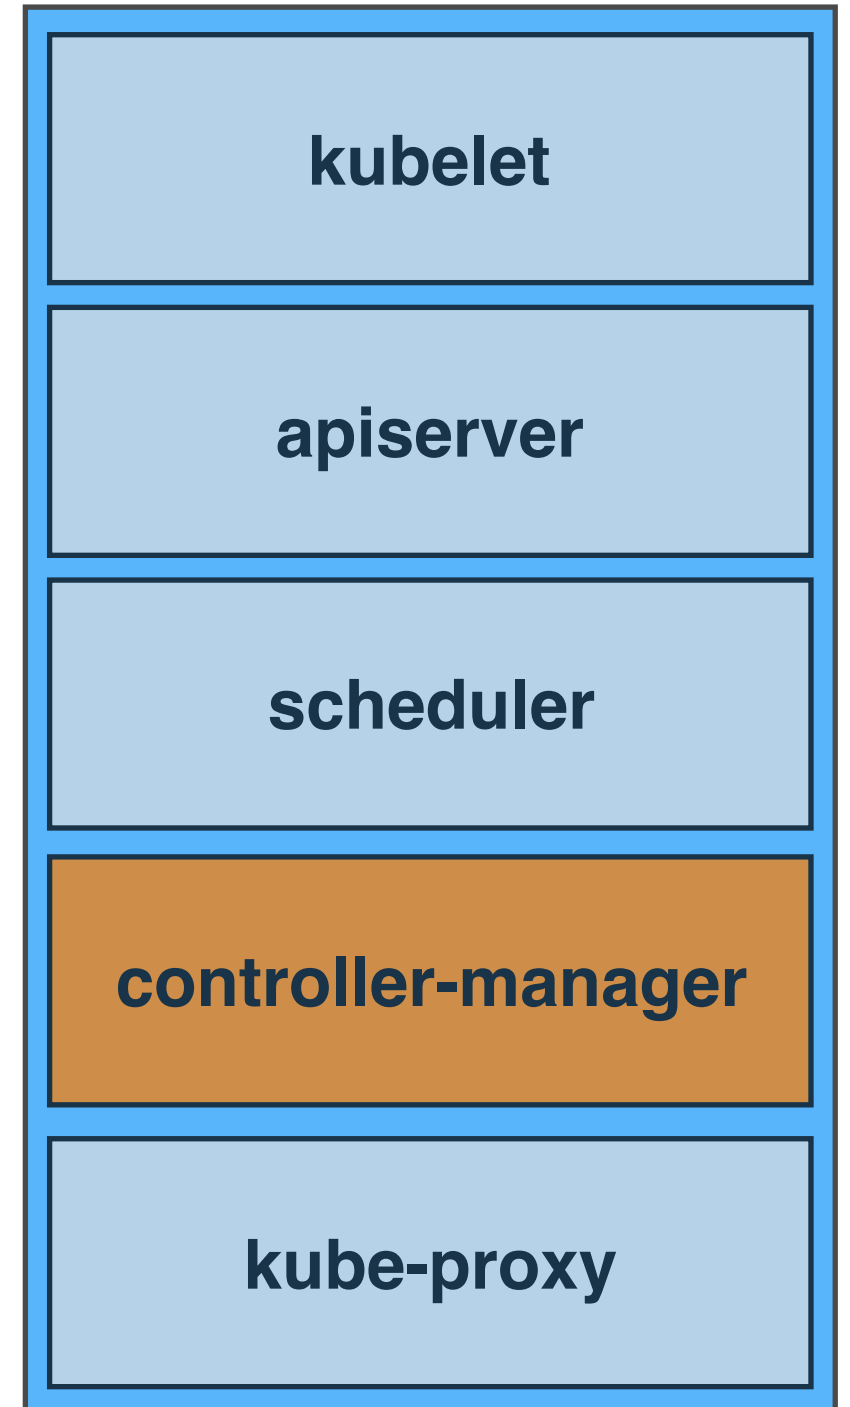 kubelet
apiserver
scheduler
controller-manager
kube-proxy